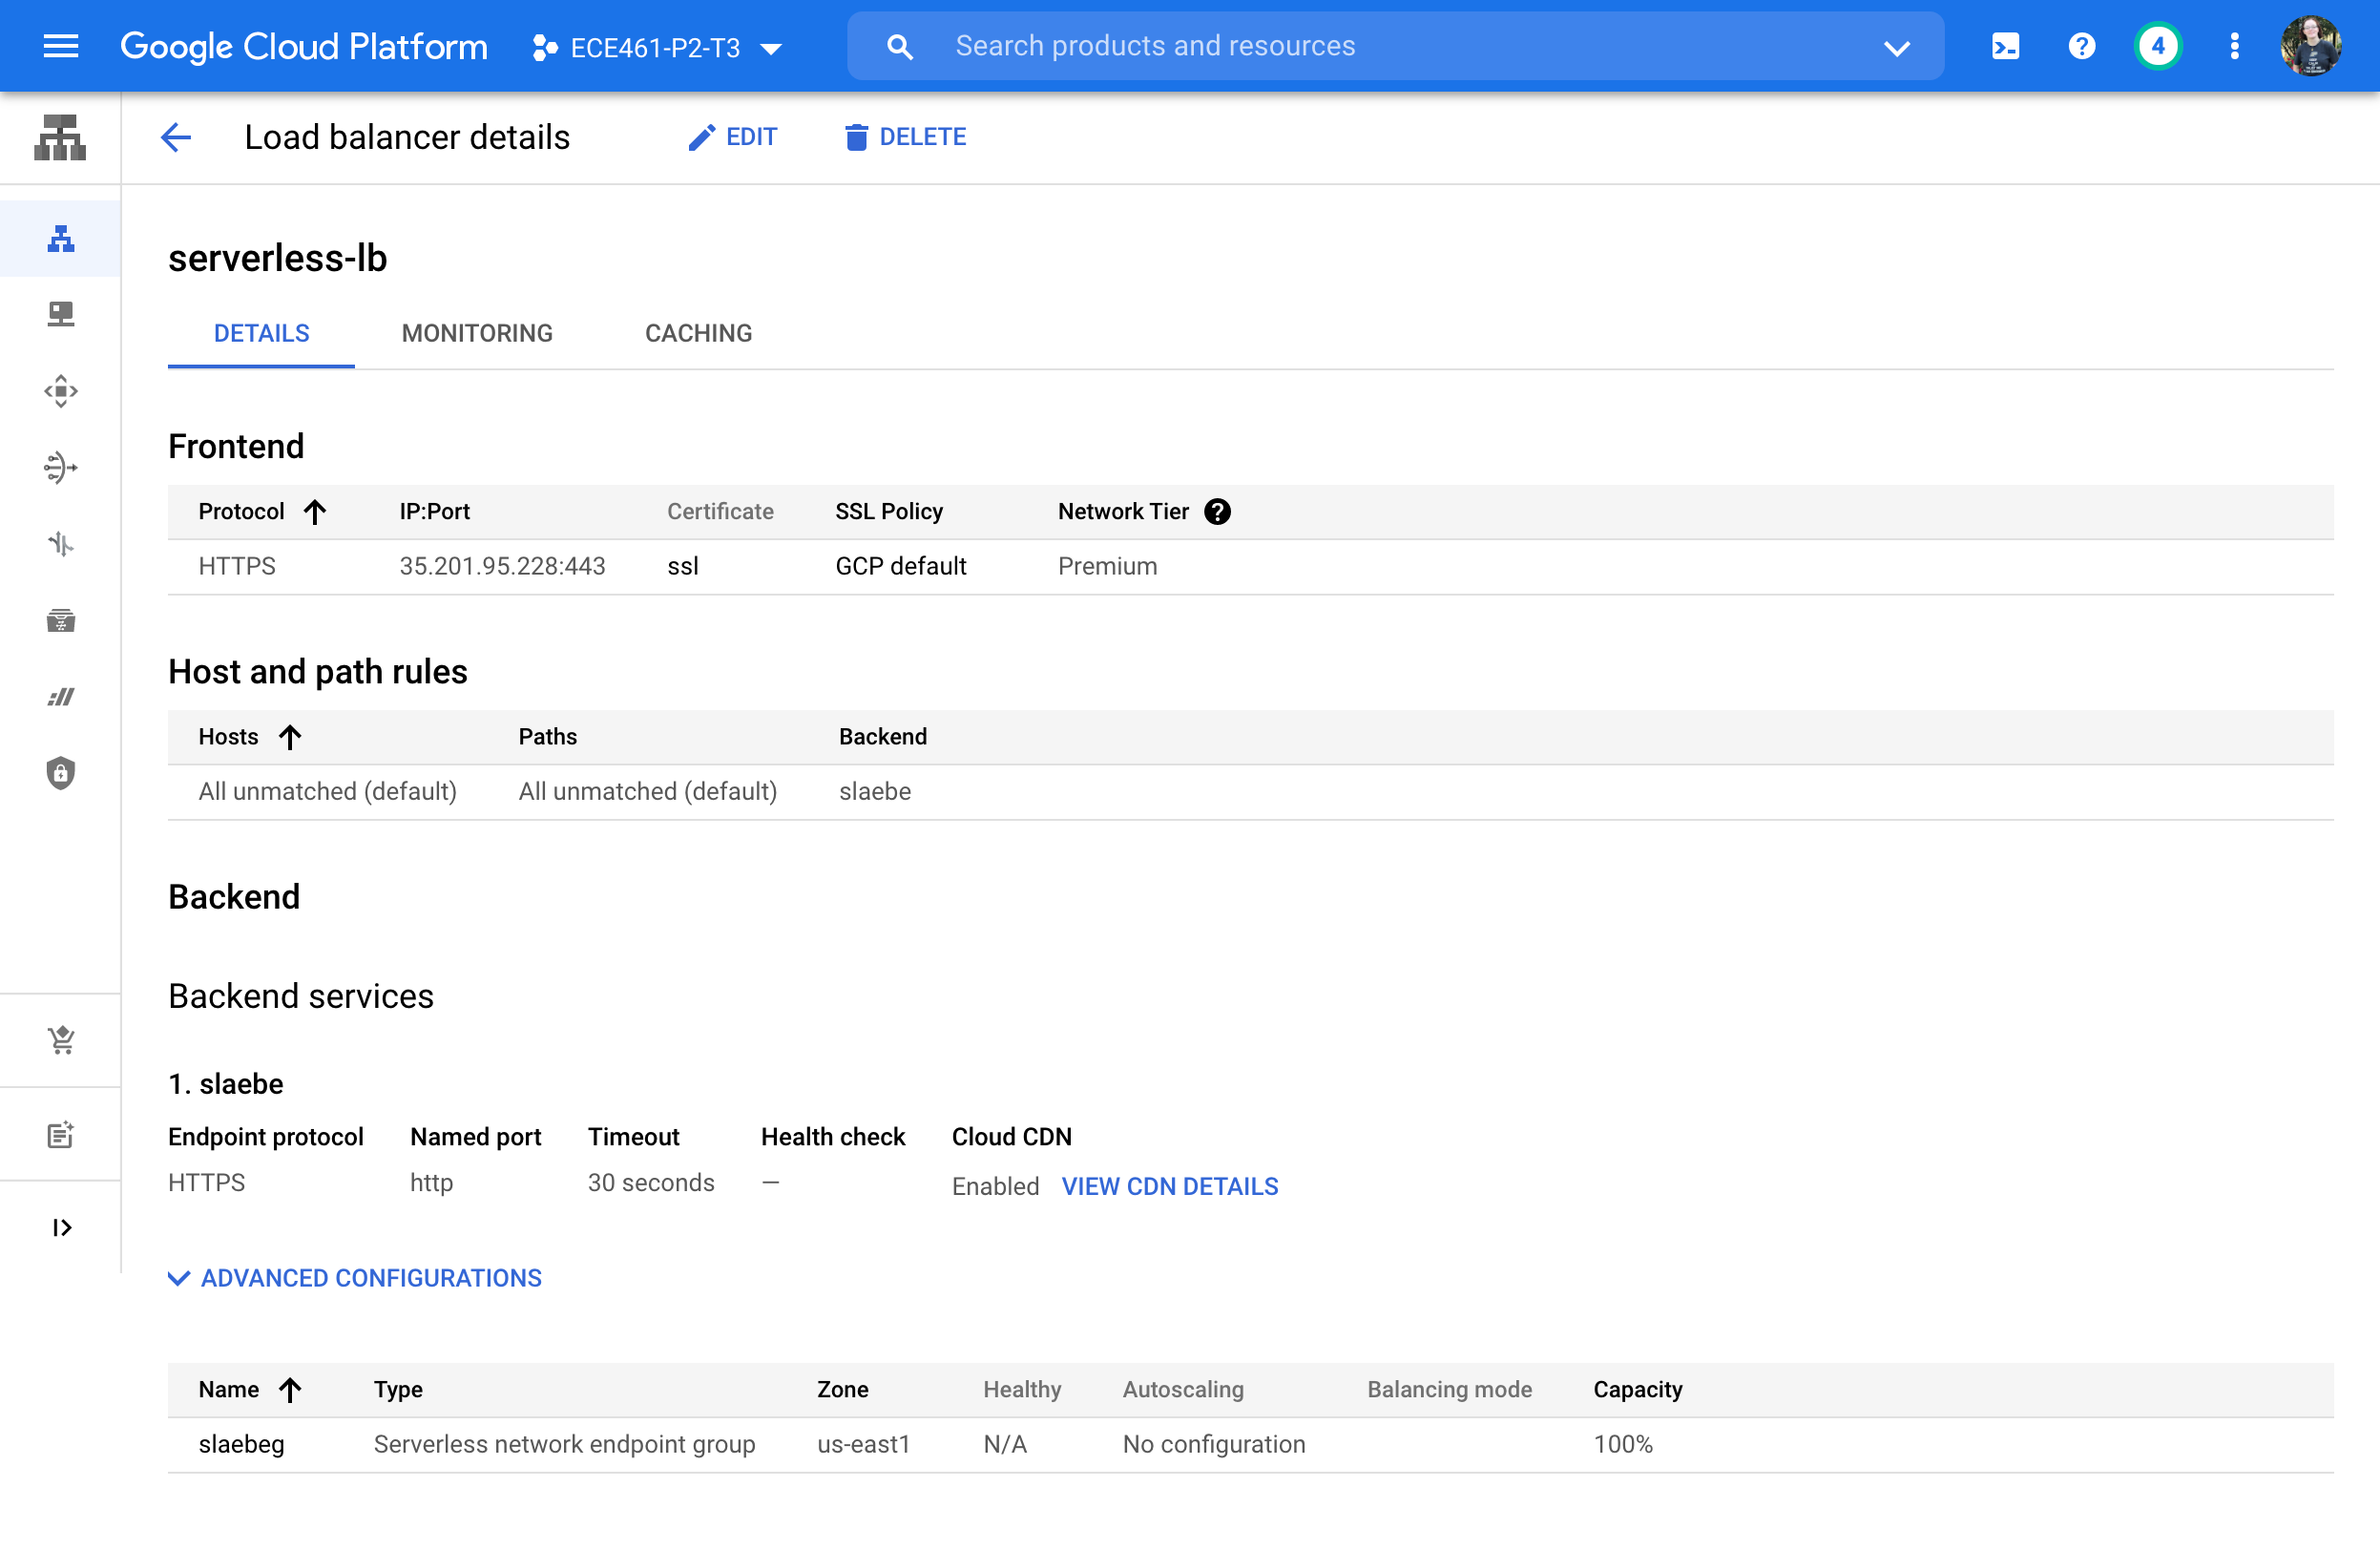 Google Cloud Platform ECE461-P2-T3 Search products and resources 4
Load balancer details EDIT DELETE
serverless-lb
DETAILS MONITORING CACHING
Frontend
Protocol IP:Port Certificate SSL Policy Network Tier
HTTPS 35.201.95.228:443 ssl GCP default Premium
Host and path rules
Hosts Paths Backend
All unmatched (default) All unmatched (default) slaebe
Backend
Backend services
1. slaebe
Endpoint protocol Named port Timeout Health check Cloud CDN
HTTPS http 30 seconds — Enabled VIEW CDN DETAILS
ADVANCED CONFIGURATIONS
Name Type Zone Healthy Autoscaling Balancing mode Capacity
slaebeg Serverless network endpoint group us-east1 N/A No configuration 100%